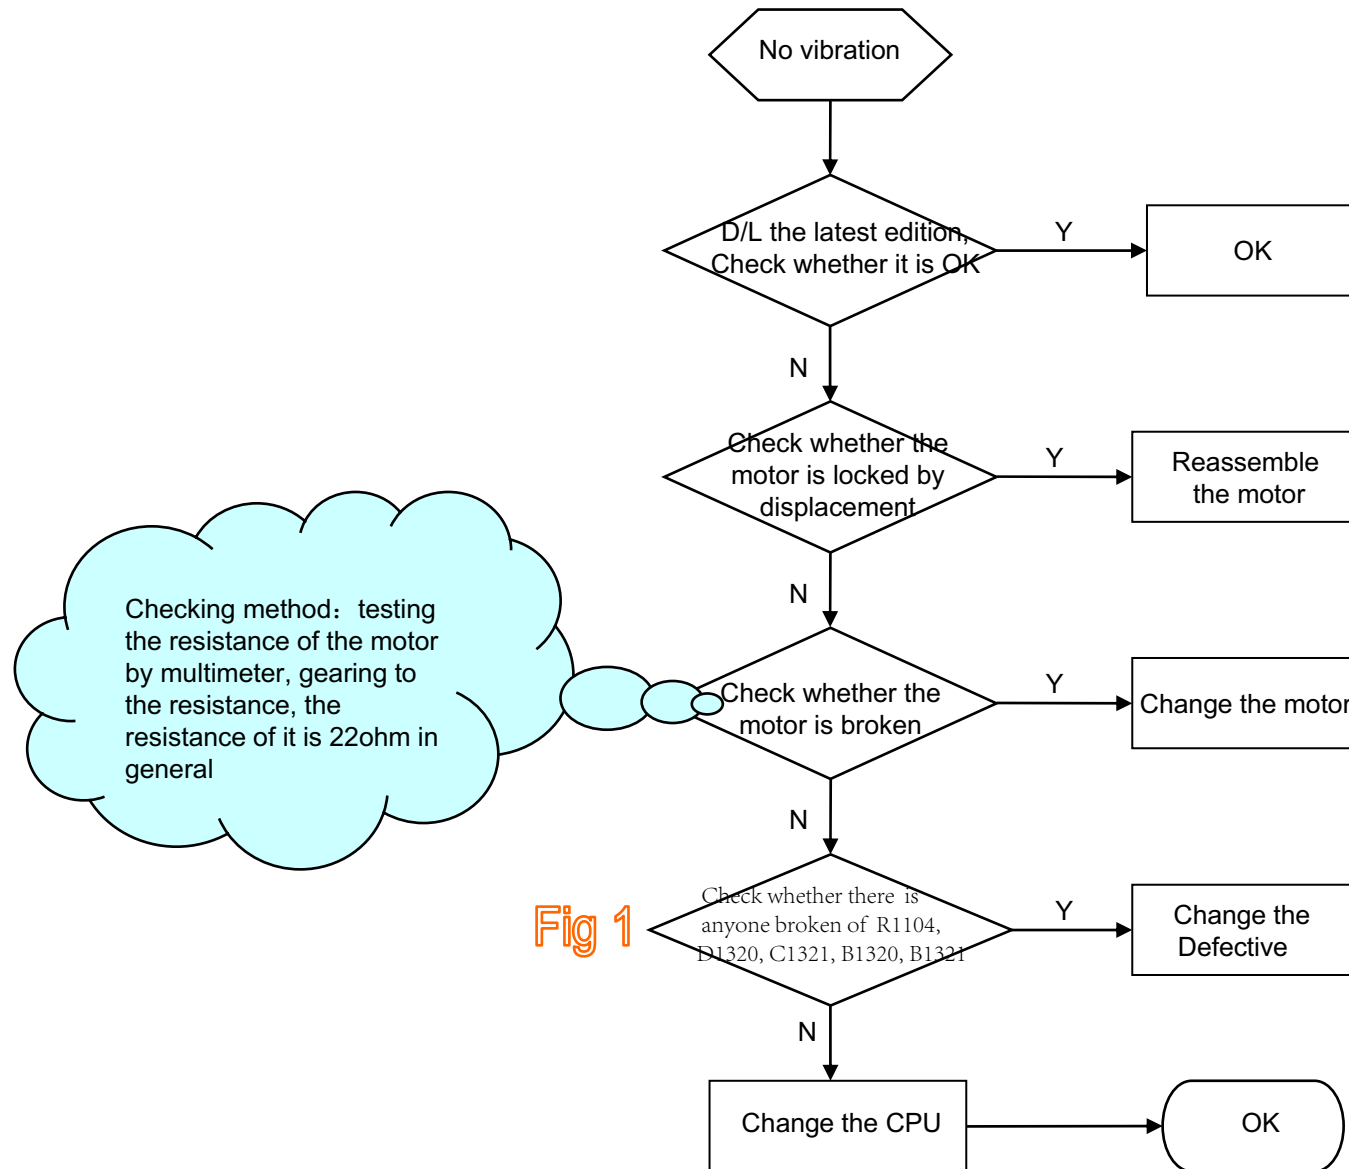 No vibration
D/L the latest edition,
Check whether it is OK
Y
OK
N
Check whether the
motor is locked by
displacement
Y
Reassemble
the motor
N
Checking method：testing
the resistance of the motor
by multimeter, gearing to
the resistance, the
resistance of it is 22ohm in
general
Check whether the
motor is broken
Y
Change the motor
N
Fig 1
Check whether there is
anyone broken of R1104,
D1320, C1321, B1320, B1321
Y
Change the
Defective
N
Change the CPU
OK